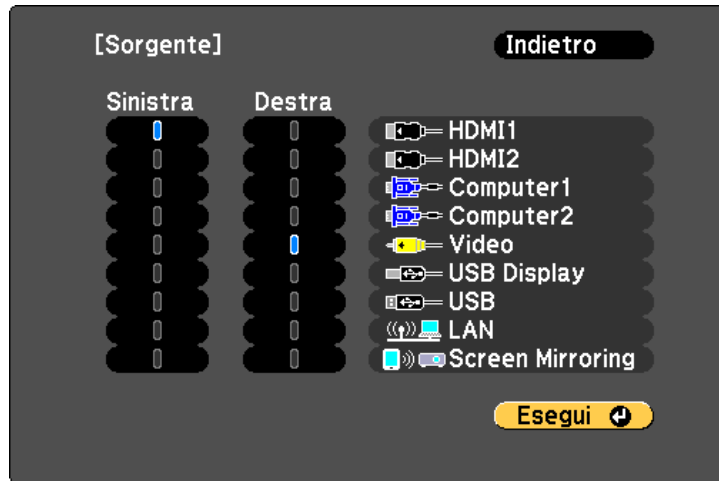 [Sorgente] Indietro
Sinistra Destra
HDMI1
HDMI2
Computer1
Computer2
Video
USB Display
USB
LAN
Screen Mirroring
Esegui